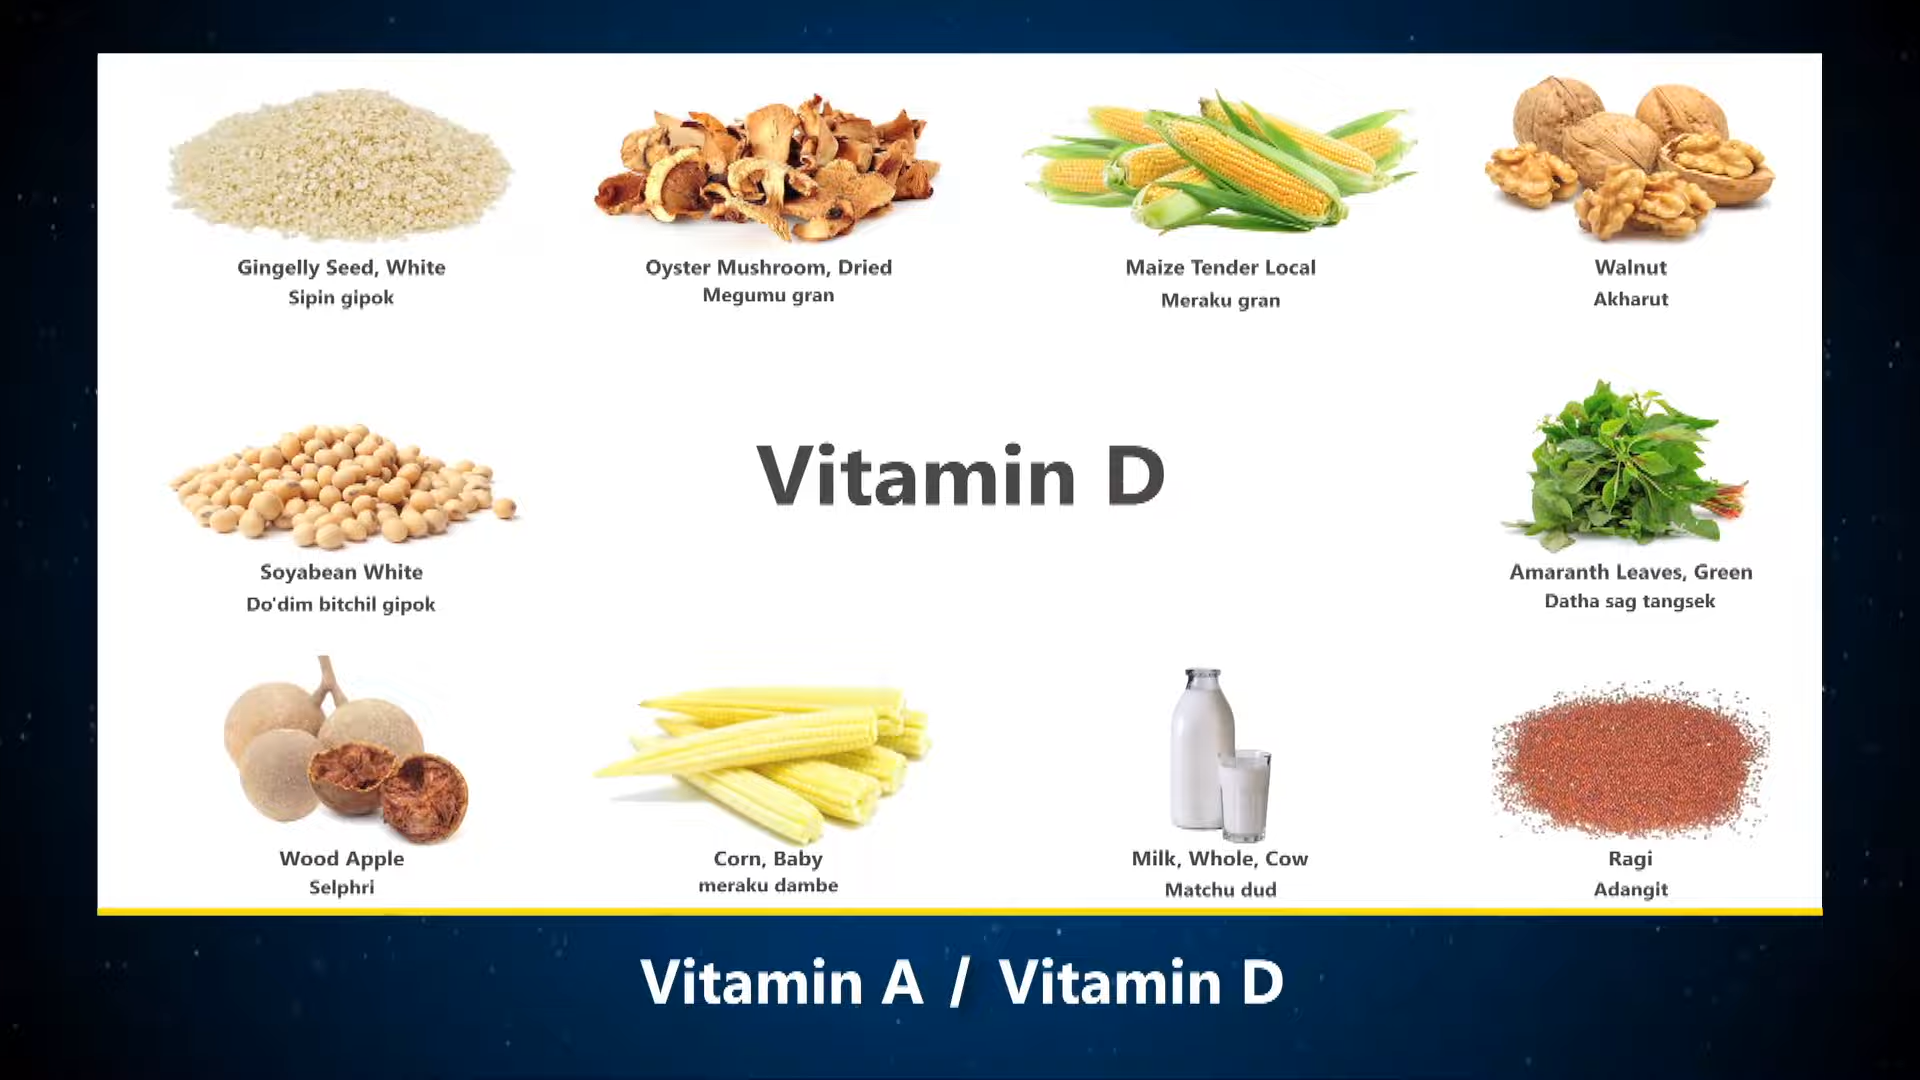 Gingelly Seed, White
Sipin gipok
Oyster Mushroom, Dried
Megumu gran
Maize Tender Local
Meraku gran
Walnut
Akharut
Soyabean White
Do'dim bitchil gipok
Vitamin D
Amaranth Leaves, Green
Datha sag tangsek
Wood Apple
Selphri
Corn, Baby
meraku dambe
Milk, Whole, Cow
Matchu dud
Ragi
Adangit
Vitamin A / Vitamin D